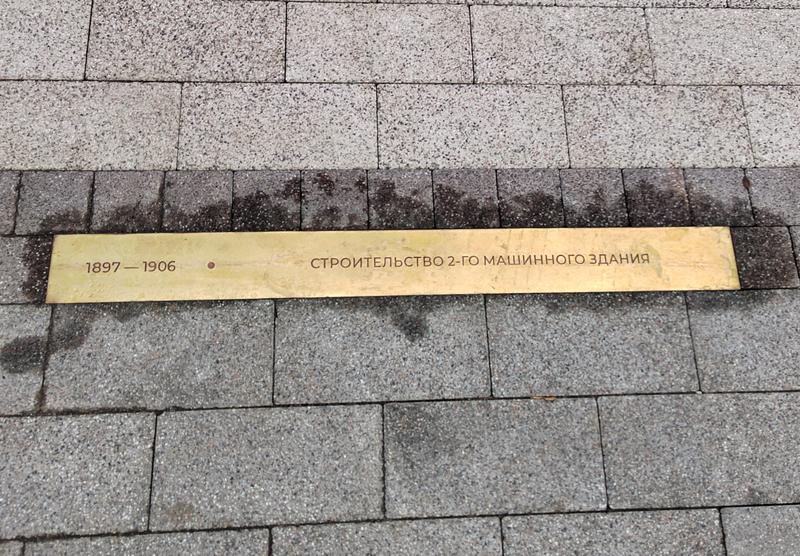 1897 — 1906 • СТРОИТЕЛЬСТВО 2-ГО МАШИННОГО ЗДАНИЯ